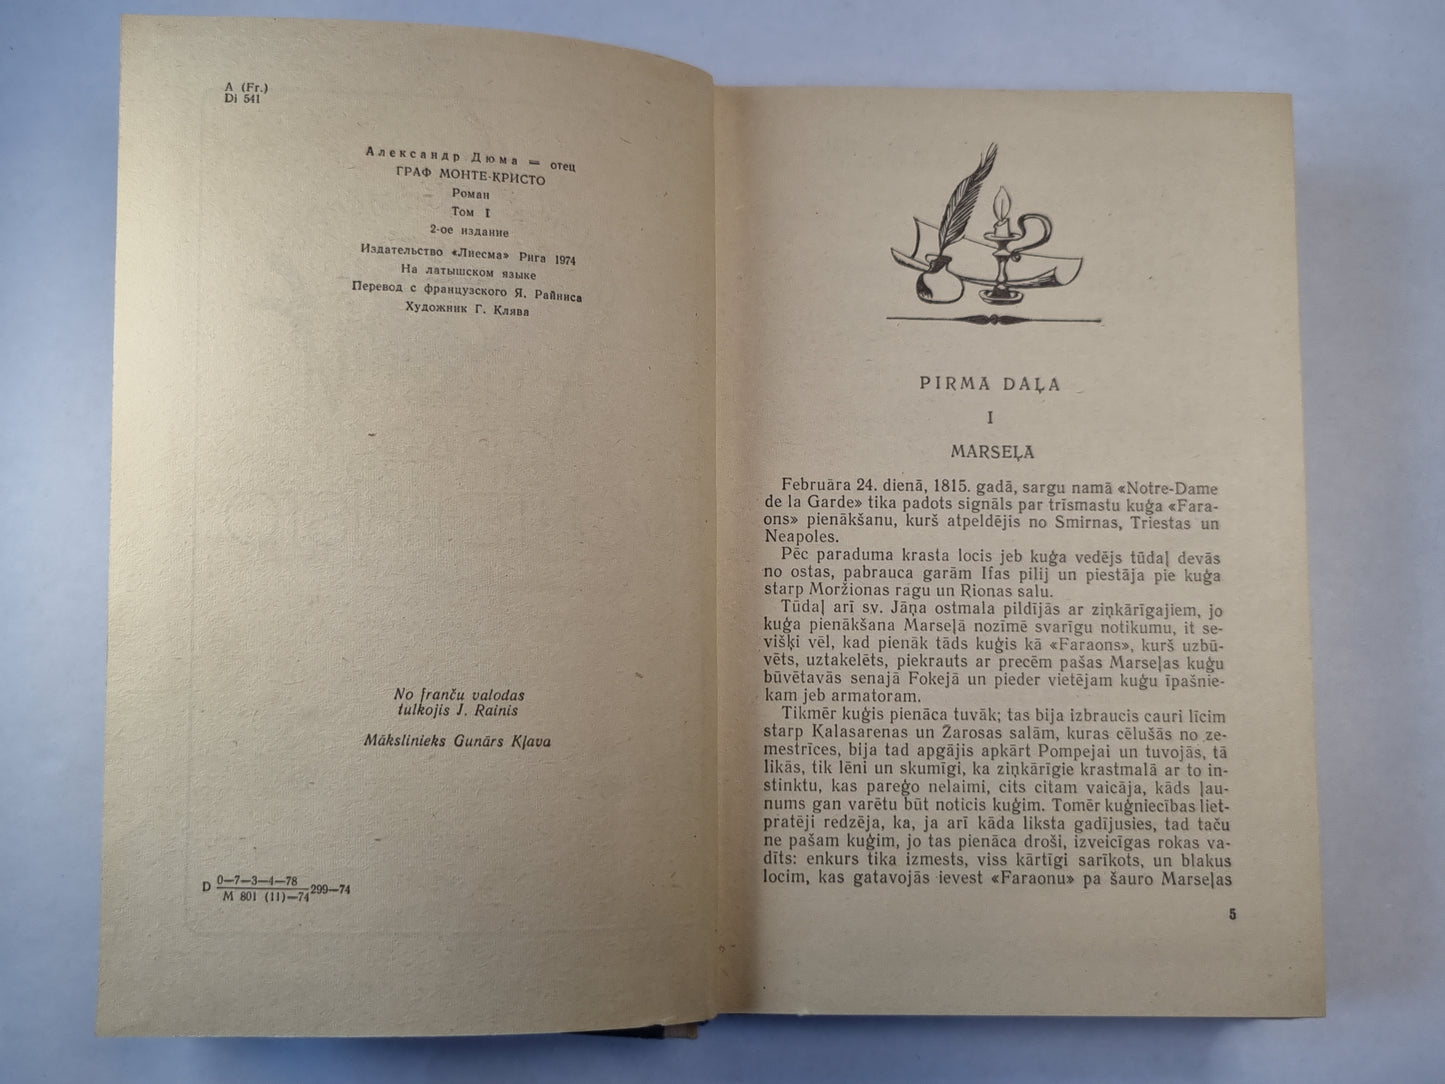 A (Fr.)
Di 541
Александр Дюма = отец
ГРАФ МОНТЕ-КРИСТО
Роман
Том I
2-ое издание
Издательство «Лиесма» Рига 1974
На латышском языке
Перевод с французского Я. Райниса
Художник Г. Клява
No franču valodas
tulkojis J. Rainis
Mākslinieks Gunārs Kļava
D 0—7—3—4—78
M 801 (11)—74 299—74
PIRMĀ DAĻA
I
MARSEĻA
Februāra 24. dienā, 1815. gadā, sargu namā «Notre-Dame
de la Garde» tika padots signāls par trīsmastu kuģa «Fara-
ons» pienākšanu, kurš atpeldējis no Smirnas, Triestas un
Neapoles.
Pēc paraduma krasta locis jeb kuģa vedējs tūdaļ devās
no ostas, pabrauca garām Ifas pilij un piestāja pie kuģa
starp Moržionas ragu un Rionas salu.
Tūdaļ arī sv. Jāņa ostmala pildījās ar ziņkārīgajiem, jo
kuģa pienākšana Marseļā nozīmē svarīgu notikumu, it se-
višķi vēl, kad pienāk tāds kuģis kā «Faraons», kurš uzbū-
vēts, uztakelēts, piekrauts ar precēm pašas Marseļas kuģu
būvētavās senajā Fokejā un pieder vietējam kuģu īpašnie-
kam jeb armatoram.
Tikmēr kuģis pienāca tuvāk; tas bija izbraucis cauri līcim
starp Kalasarenas un Žarosas salām, kuras cēlušās no ze-
mestrīces, bija tad apgājis apkārt Pompejai un tuvojās, tā
likās, tik lēni un skumīgi, ka ziņkārīgie krastmalā ar to in-
stinktu, kas pareģo nelaimi, cits citam vaicāja, kāds ļau-
nums gan varētu būt noticis kuģim. Tomēr kuģniecības liet-
pratēji redzēja, ka, ja arī kāda liksta gadījusies, tad taču
ne pašam kuģim, jo tas pienāca droši, izveicīgas rokas va-
dīts: enkurs tika izmests, viss kārtīgi sarīkots, un blakus
locim, kas gatavojās ievest «Faraonu» pa šauro Marseļas
5